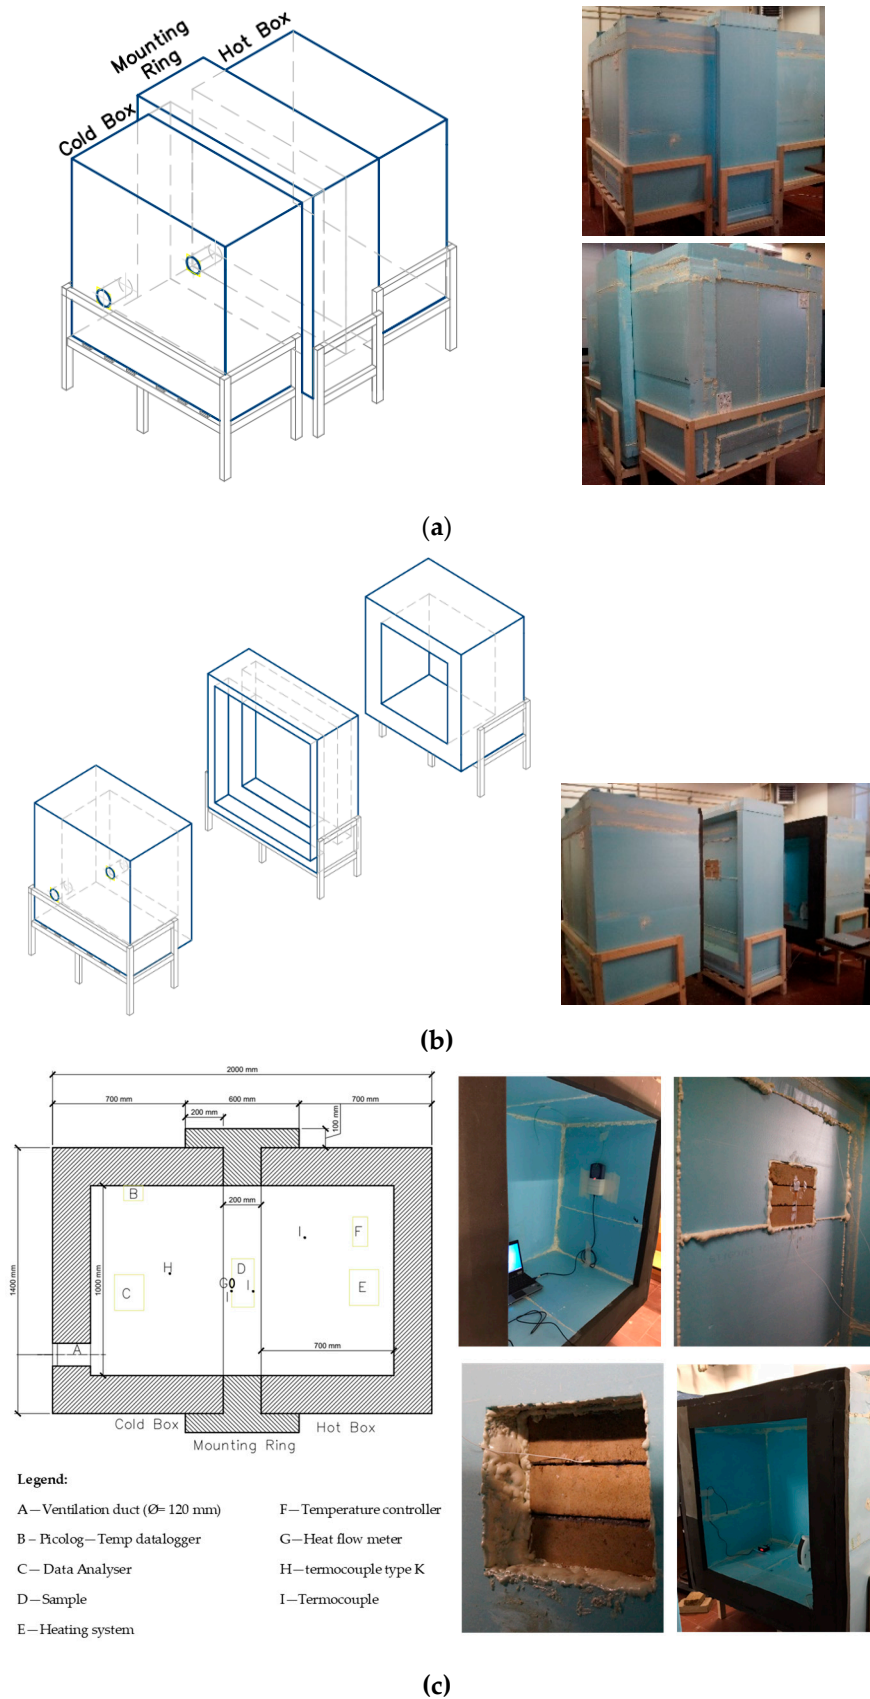 Hot Box
Mounting
Ring
Cold Box
(a)
(b)
2000 mm
700 mm
600 mm
700 mm
200 mm
100 mm
B
200 mm
I
F
H
D
C
G
I
I
E
1400 mm
1000 mm
700 mm
A
Cold Box
Hot Box
Mounting Ring
Legend:
A—Ventilation duct (Ø= 120 mm)
F—Temperature controller
B – Picolog—Temp datalogger
G—Heat flow meter
C—Data Analyser
H—termocouple type K
D—Sample
I—Termocouple
E—Heating system
(c)